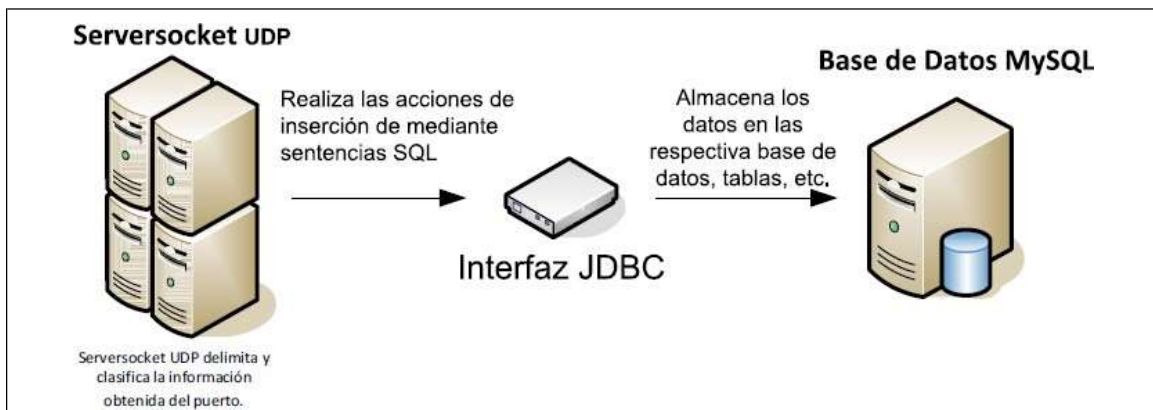 Serversocket UDP
Realiza las acciones de
inserción de mediante
sentencias SQL
Interfaz JDBC
Almacena los
datos en las
respectiva base de
datos, tablas, etc.
Base de Datos MySQL
Serversocket UDP delimita y
clasifica la información
obtenida del puerto.